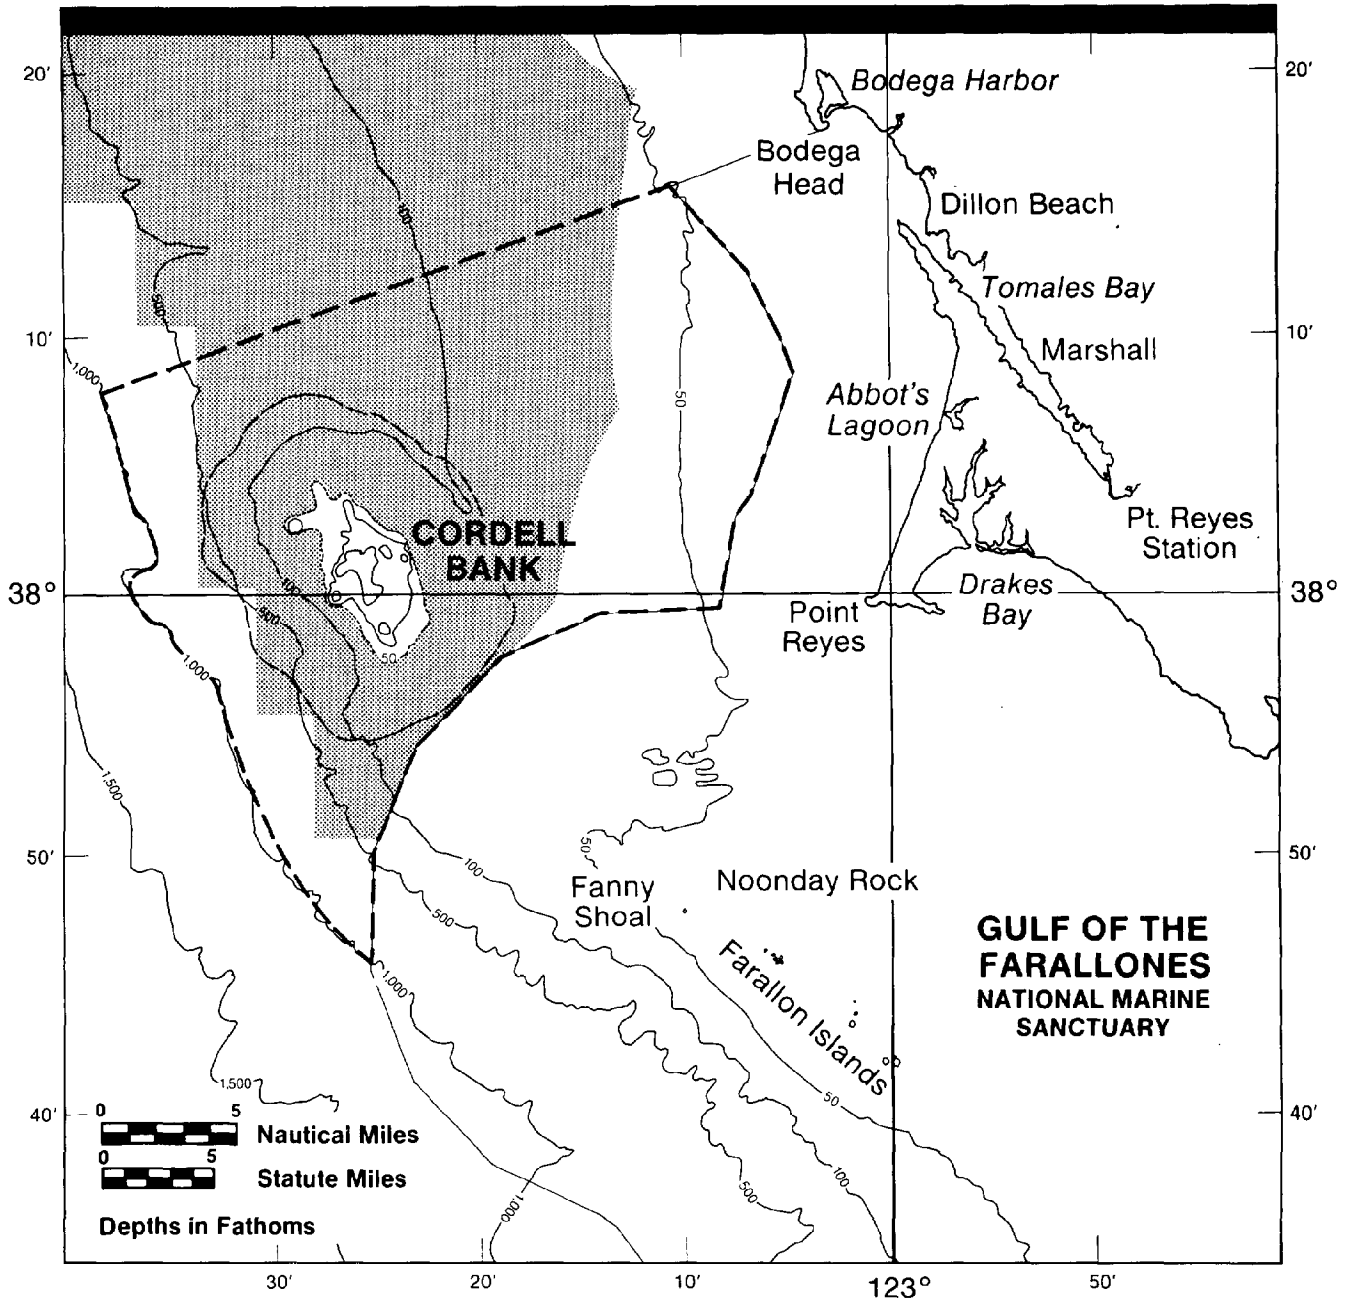 20′
20′
Bodega Harbor
Bodega
Head
Dillon Beach
100
Tomales Bay
500
10′
10′
Marshall
1,000
Abbot's
Lagoon
50
CORDELL
BANK
Pt. Reyes
Station
100
38°
38°
Drakes
Bay
Point
Reyes
500
50
1,000
1,500
50
50′
50′
100
Fanny
Shoal
Noonday Rock
500
GULF OF THE
FARALLONES
NATIONAL MARINE
SANCTUARY
Farallon Islands
1,000
1,500
50
40′
40′
0 5
Nautical Miles
0 5
Statute Miles
100
500
1,000
Depths in Fathoms
30′
20′
10′
123°
50′